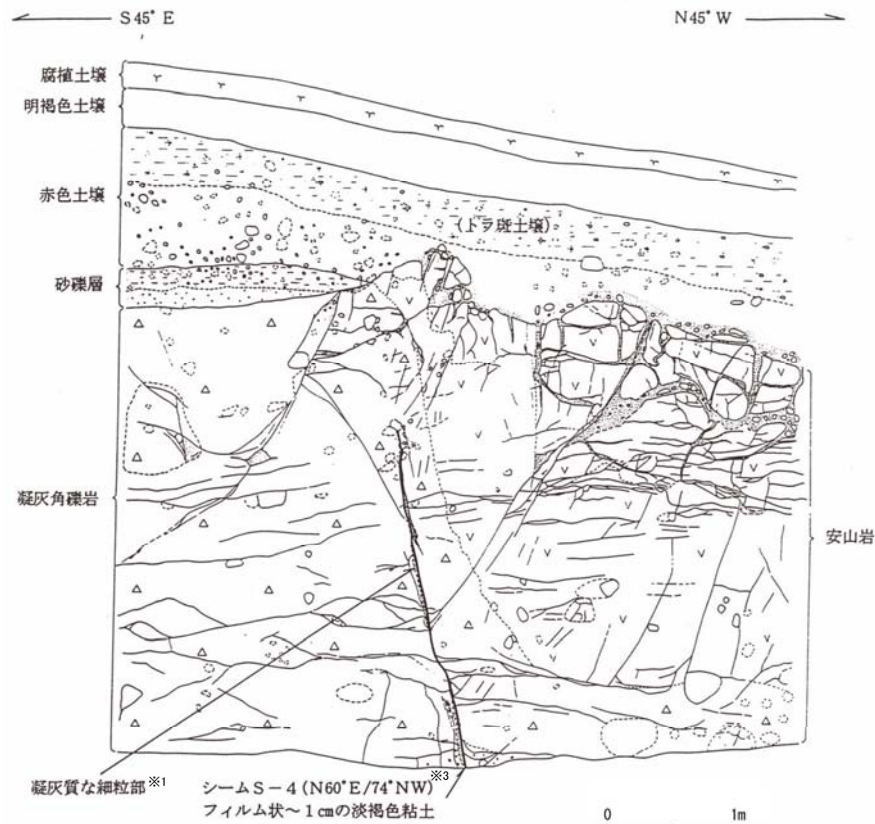 S45°E
N45°W
腐植土壌
明褐色土壌
赤色土壌
(トラ斑土壌)
砂礫層
凝灰角礫岩
安山岩
凝灰質な細粒部※1
シームS-4(N60°E/74°NW)※3
フィルム状~1cmの淡褐色粘土
0 1m